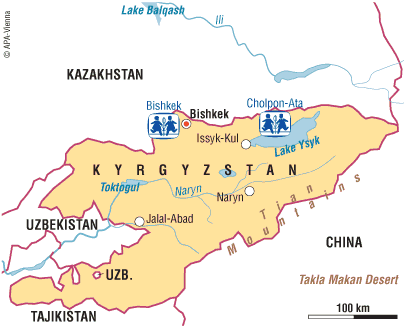 © APA-Vienna
Lake Balqash
Ili
KAZAKHSTAN
Bishkek
Cholpon-Ata
Bishkek
Issyk-Kul
Lake Ysyk
KYRGYZSTAN
Toktogul
Naryn
Naryn
Tian
Mountains
Jalal-Abad
UZBEKISTAN
CHINA
UZB.
Takla Makan Desert
TAJIKISTAN
100 km